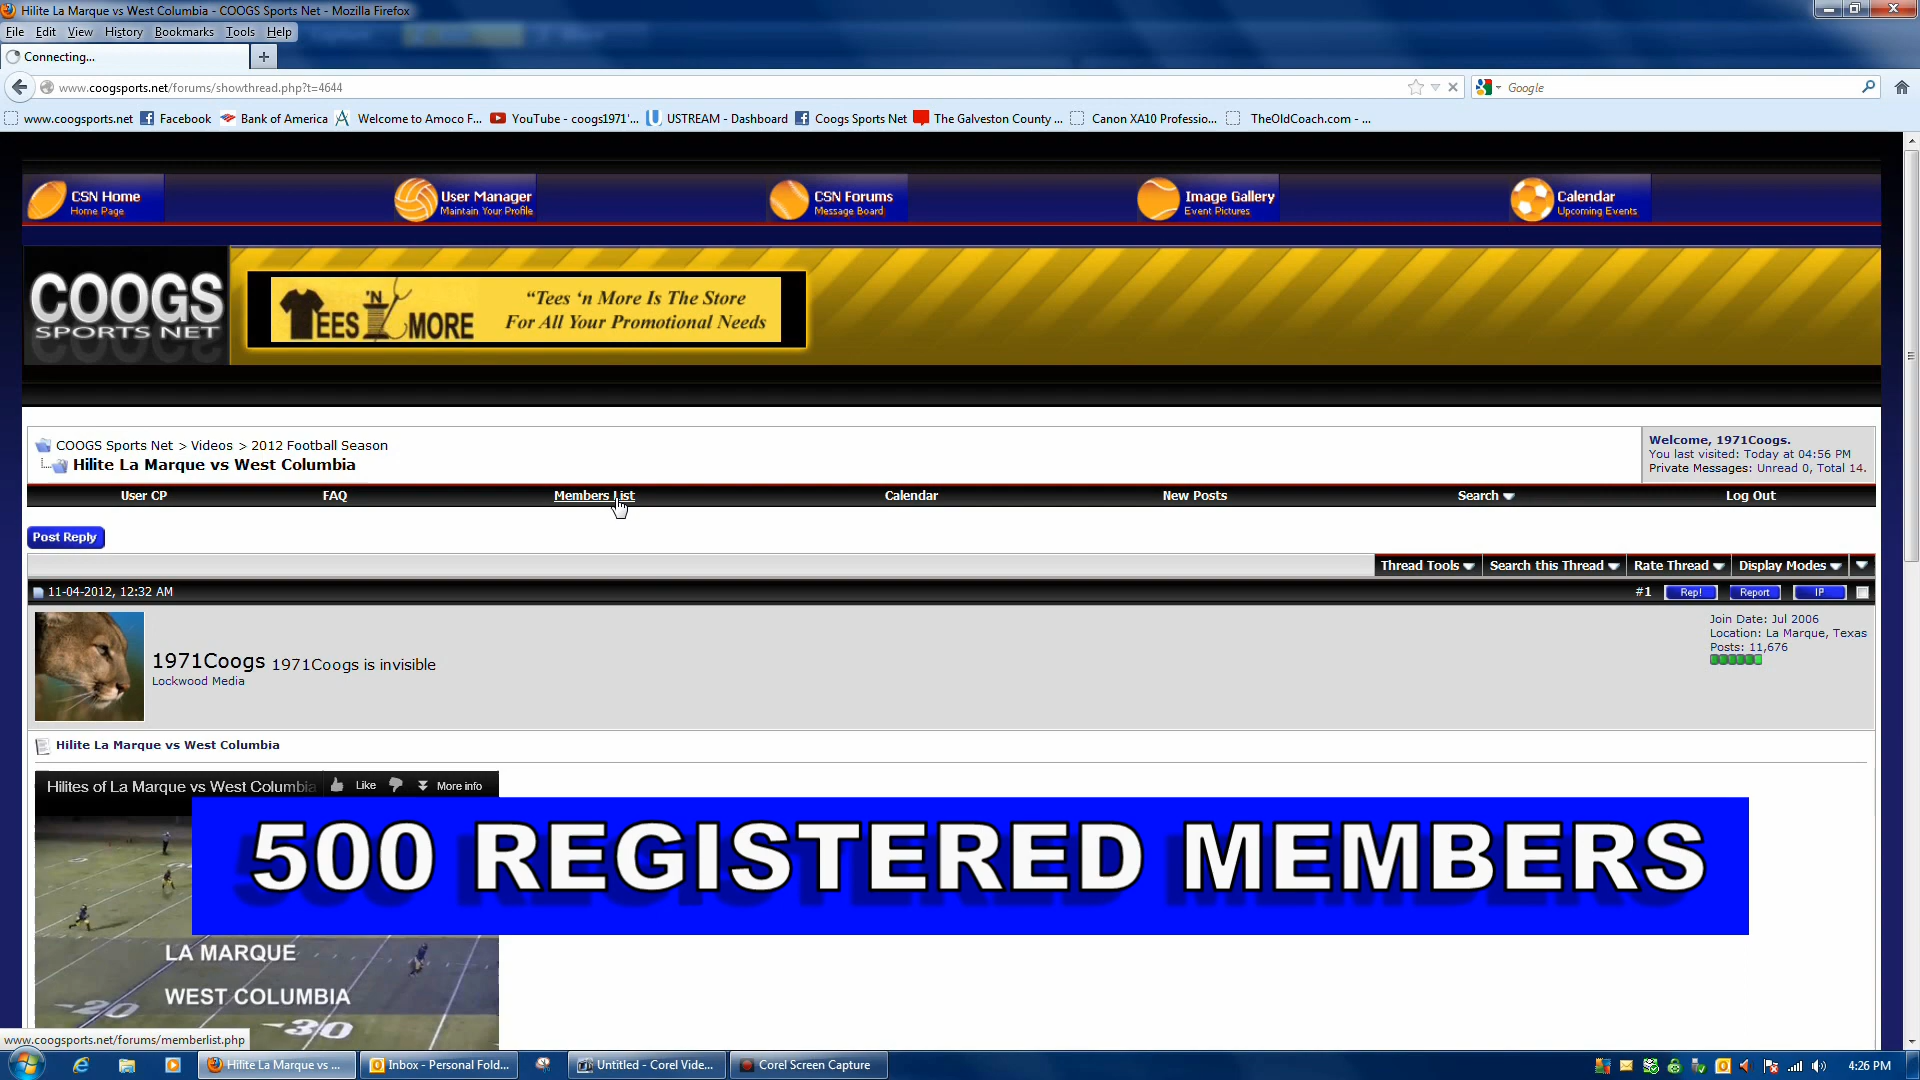 Hilite La Marque vs West Columbia - COOGS Sports Net - Mozilla Firefox
File Edit View History Bookmarks Tools Help
Connecting...
www.coogsports.net/forums/showthread.php?t=4644
Google
www.coogsports.net Facebook Bank of America Welcome to Amoco F... YouTube - coogs1971'... USTREAM - Dashboard Coogs Sports Net The Galveston County ... Canon XA10 Professio... TheOldCoach.com - ...
CSN Home User Manager CSN Forums Image Gallery Calendar
Home Page Maintain Your Profile Message Board Event Pictures Upcoming Events
COOGS
SPORTS NET
TEES 'N MORE
“Tees ‘n More Is The Store
For All Your Promotional Needs
COOGS Sports Net > Videos > 2012 Football Season
Hilite La Marque vs West Columbia
Welcome, 1971Coogs.
You last visited: Today at 04:56 PM
Private Messages: Unread 0, Total 14.
User CP FAQ Members List Calendar New Posts Search Log Out
Post Reply
Thread Tools Search this Thread Rate Thread Display Modes
11-04-2012, 12:32 AM #1 Rep! Report IP
1971Coogs 1971Coogs is invisible
Lockwood Media
Join Date: Jul 2006
Location: La Marque, Texas
Posts: 11,676
Hilite La Marque vs West Columbia
Hilites of La Marque vs West Columbia Like More info
500 REGISTERED MEMBERS
LA MARQUE
WEST COLUMBIA
20
30
www.coogsports.net/forums/memberlist.php
Hilite La Marque vs ... Inbox - Personal Fold... Untitled - Corel Vide... Corel Screen Capture 4:26 PM